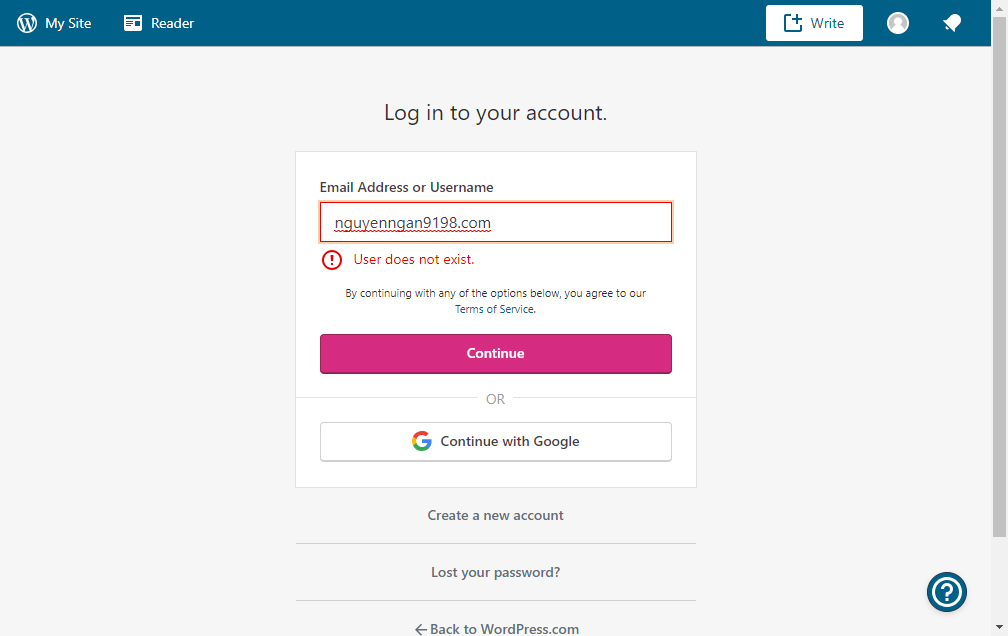 My Site
Reader
Write
Log in to your account.
Email Address or Username
nguyenngan9198.com
User does not exist.
By continuing with any of the options below, you agree to our
Terms of Service.
Continue
OR
Continue with Google
Create a new account
Lost your password?
Back to WordPress.com